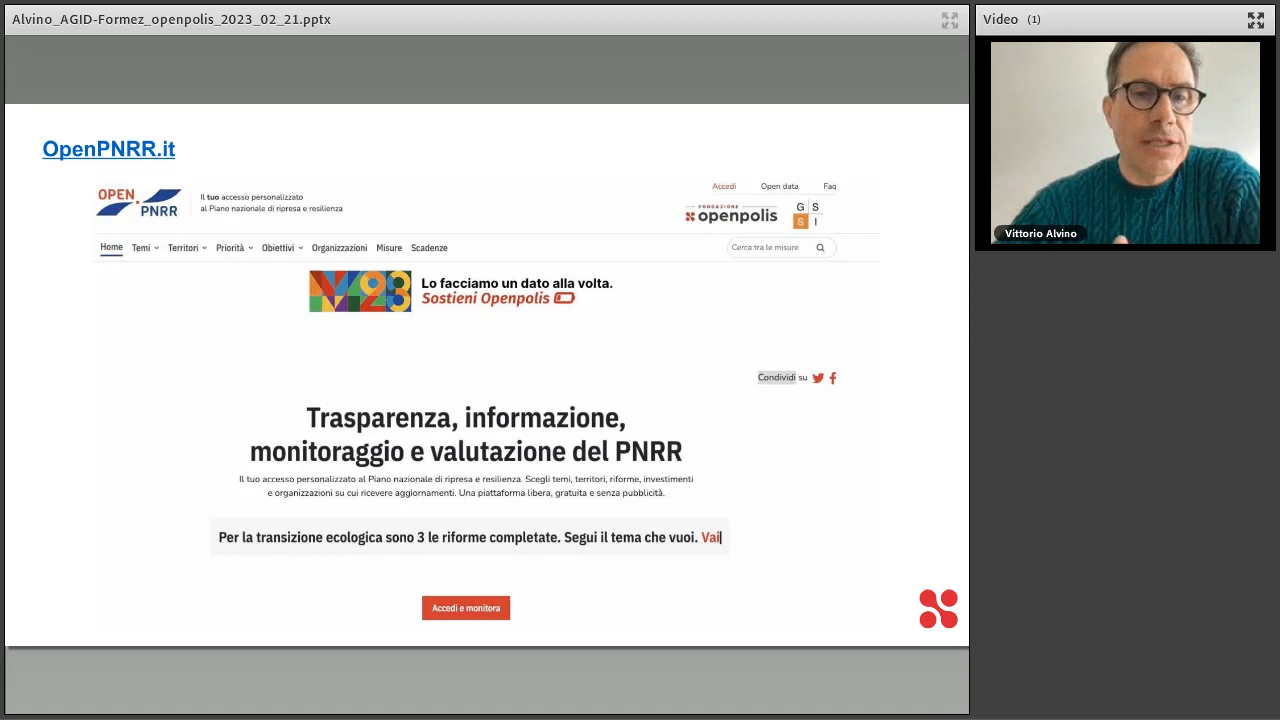 Alvino_AGID-Formez_openpolis_2023_02_21.pptx
Video (1)
Vittorio Alvino
OpenPNRR.it
OPEN PNRR
Il tuo accesso personalizzato
al Piano nazionale di ripresa e resilienza
Accedi Open data Faq
FONDAZIONE
openpolis
G S
S I
Home Temi Territori Priorità Obiettivi Organizzazioni Misure Scadenze
Cerca tra le misure
M23
Lo facciamo un dato alla volta.
Sostieni Openpolis
Condividi su
Trasparenza, informazione,
monitoraggio e valutazione del PNRR
Il tuo accesso personalizzato al Piano nazionale di ripresa e resilienza. Scegli temi, territori, riforme, investimenti
e organizzazioni su cui ricevere aggiornamenti. Una piattaforma libera, gratuita e senza pubblicità.
Per la transizione ecologica sono 3 le riforme completate. Segui il tema che vuoi. Vai
Accedi e monitora